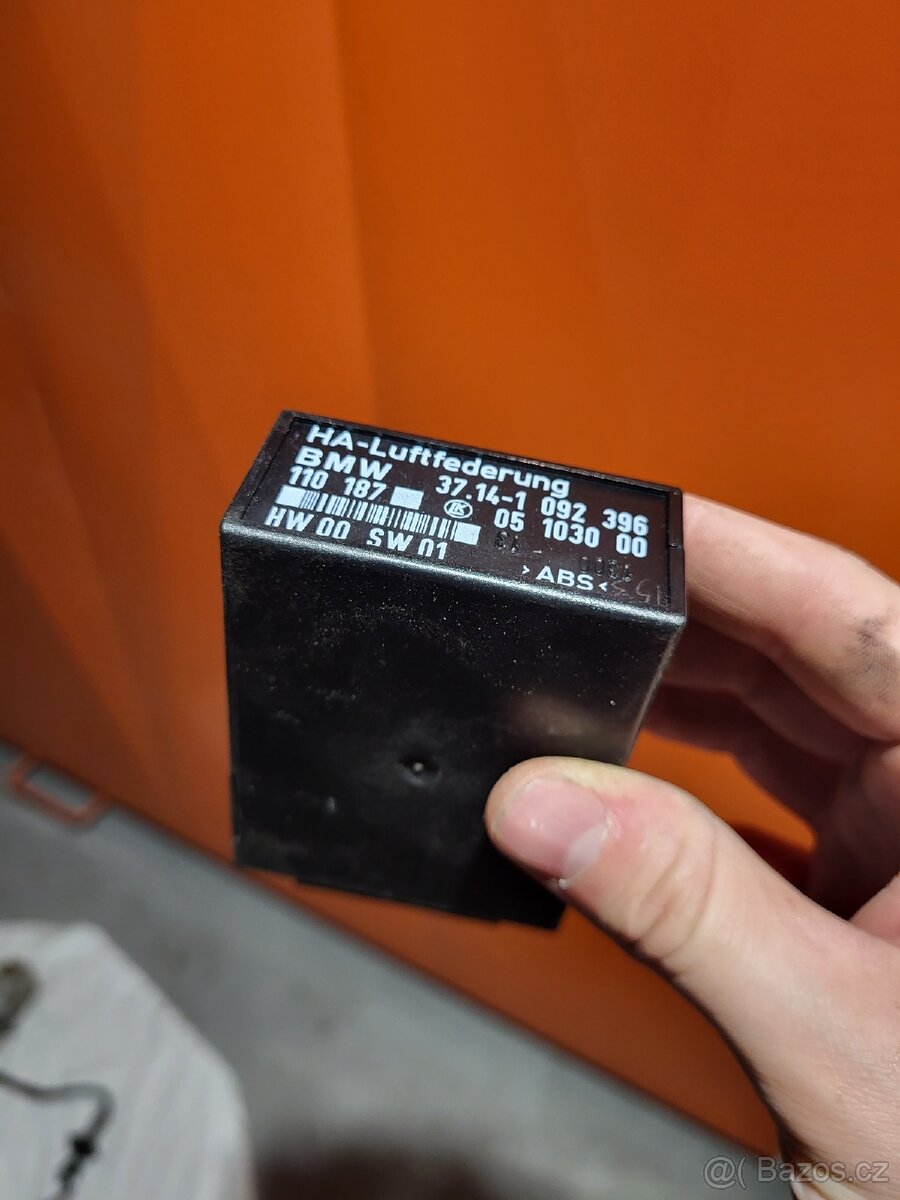 HA-Luftfederung
BMW 37.14-1 092 396
110 187 05 1030 00
HW 00 SW 01
>ABS<
@( Bazos.cz